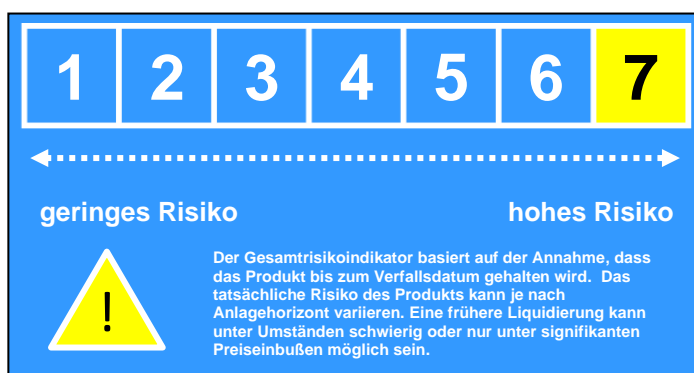 1 2 3 4 5 6 7
geringes Risiko hohes Risiko
!
Der Gesamtrisikoindikator basiert auf der Annahme, dass
das Produkt bis zum Verfallsdatum gehalten wird. Das
tatsächliche Risiko des Produkts kann je nach
Anlagehorizont variieren. Eine frühere Liquidierung kann
unter Umständen schwierig oder nur unter signifikanten
Preiseinbußen möglich sein.